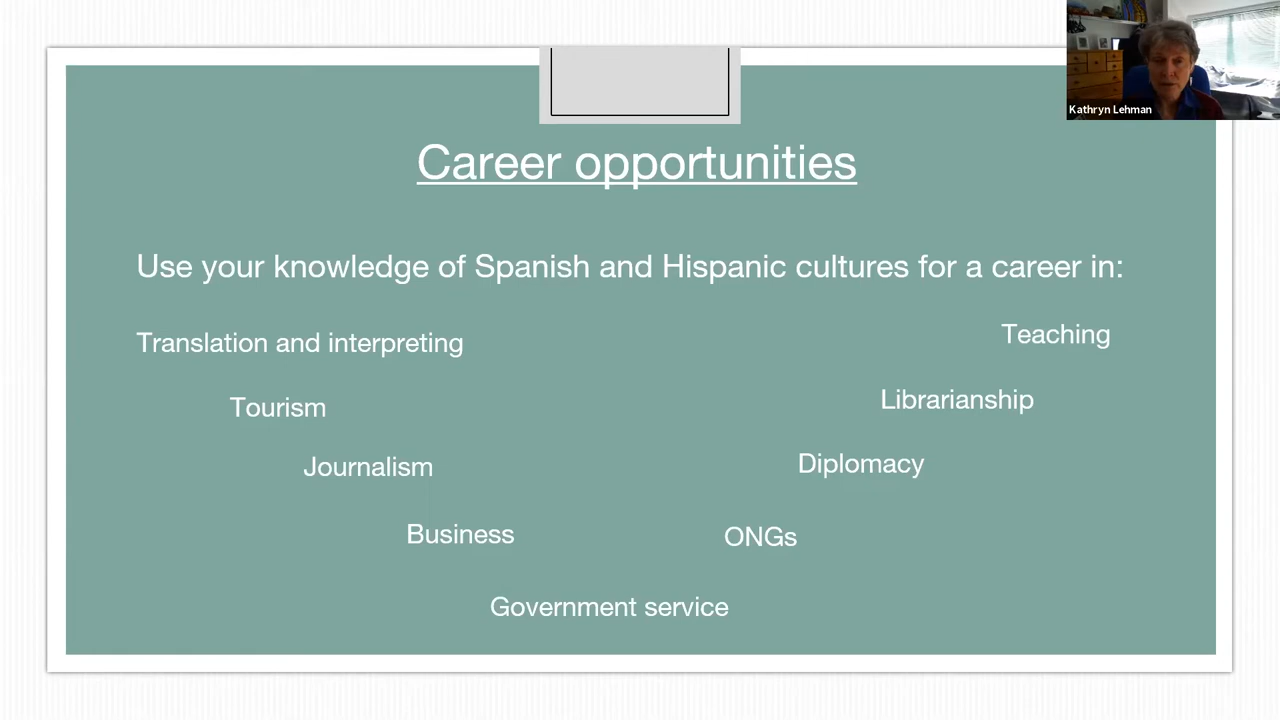 Kathryn Lehman
Career opportunities
Use your knowledge of Spanish and Hispanic cultures for a career in:
Translation and interpreting
Teaching
Tourism
Librarianship
Journalism
Diplomacy
Business
ONGs
Government service